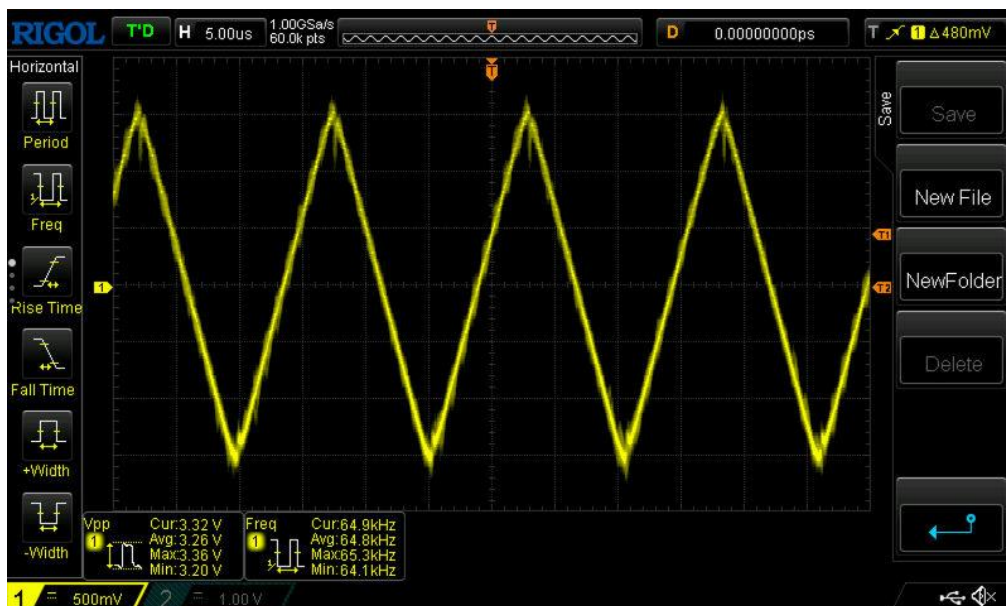 RIGOL T'D H 5.00us 1.00GSa/s 60.0k pts T D 0.00000000ps T 1 Δ480mV
Horizontal
Period
Freq
Rise Time
Fall Time
+Width
-Width
T
1
T1
T2
Save
Save
New File
NewFolder
Delete
Vpp
1
Cur:3.32 V
Avg:3.26 V
Max:3.36 V
Min:3.20 V
Freq
1
Cur:64.9kHz
Avg:64.8kHz
Max:65.3kHz
Min:64.1kHz
1 = 500mV 2 = 1.00 V